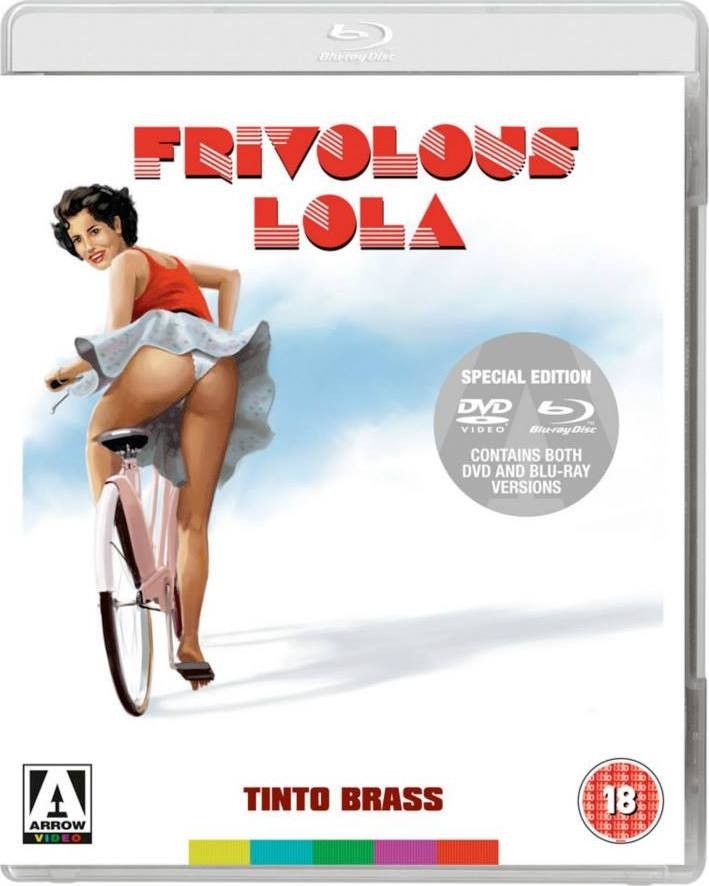 Blu-ray Disc
FRIVOLOUS
LOLA
SPECIAL EDITION
DVD
VIDEO
Blu-ray Disc
TM
CONTAINS BOTH
DVD AND BLU-RAY
VERSIONS
A
ARROW
VIDEO
TINTO BRASS
18